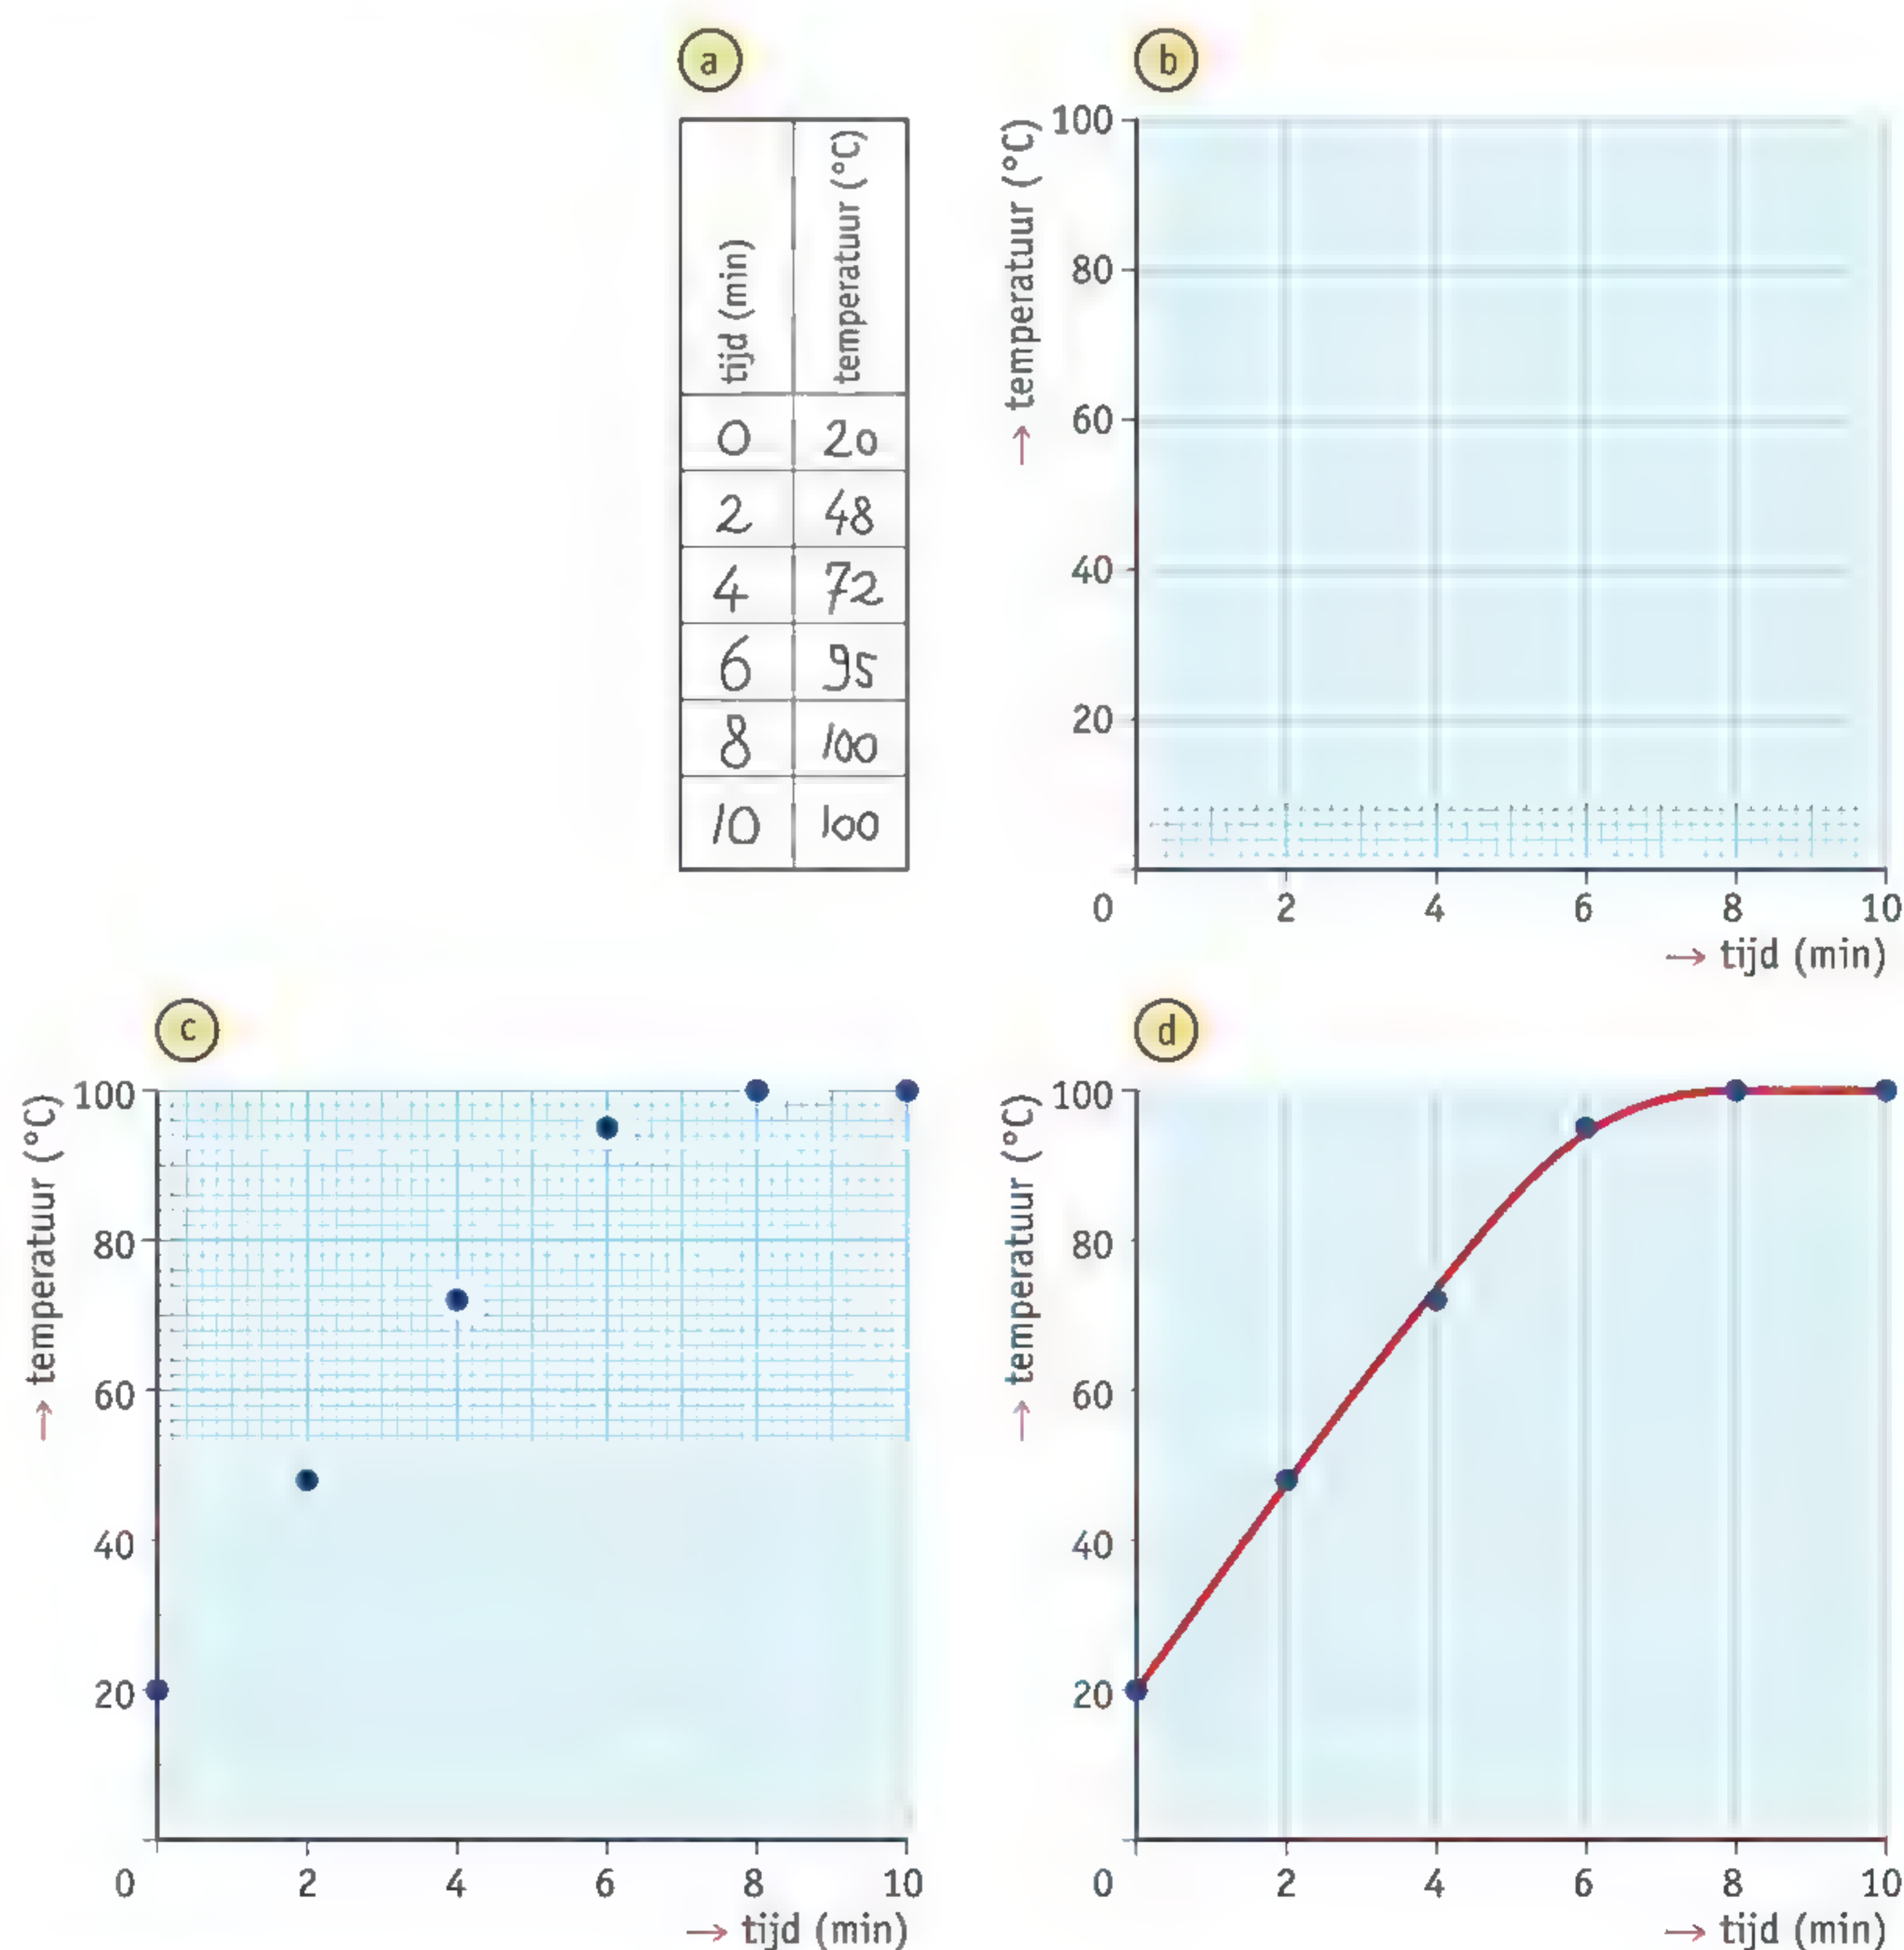 a
tijd (min) temperatuur (°C)
0 20
2 48
4 72
6 95
8 100
10 100
b
→ temperatuur (°C)
100
80
60
40
20
0 2 4 6 8 10
→ tijd (min)
c
→ temperatuur (°C)
100
80
60
40
20
0 2 4 6 8 10
→ tijd (min)
d
→ temperatuur (°C)
100
80
60
40
20
0 2 4 6 8 10
→ tijd (min)